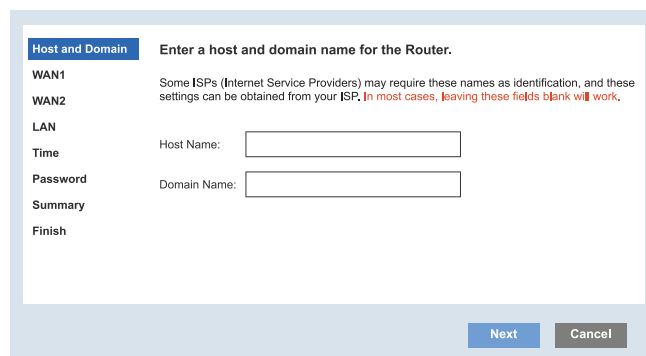 Host and Domain
WAN1
WAN2
LAN
Time
Password
Summary
Finish
Enter a host and domain name for the Router.
Some ISPs (Internet Service Providers) may require these names as identification, and these
settings can be obtained from your ISP. In most cases, leaving these fields blank will work.
Host Name:
Domain Name:
Next
Cancel